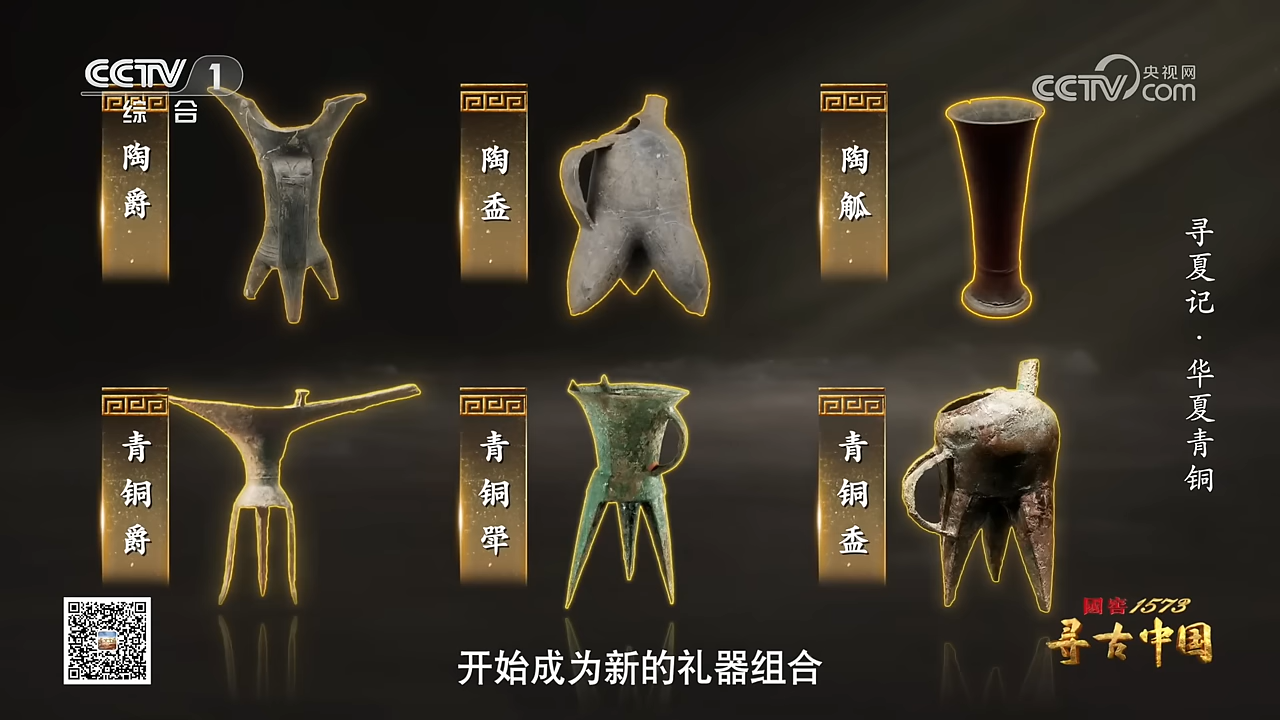 CCTV 1
综合
央视网
CCTV.com
陶爵
陶盉
陶觚
寻夏记·华夏青铜
青铜爵
青铜斝
青铜盉
國窖1573
寻古中国
开始成为新的礼器组合